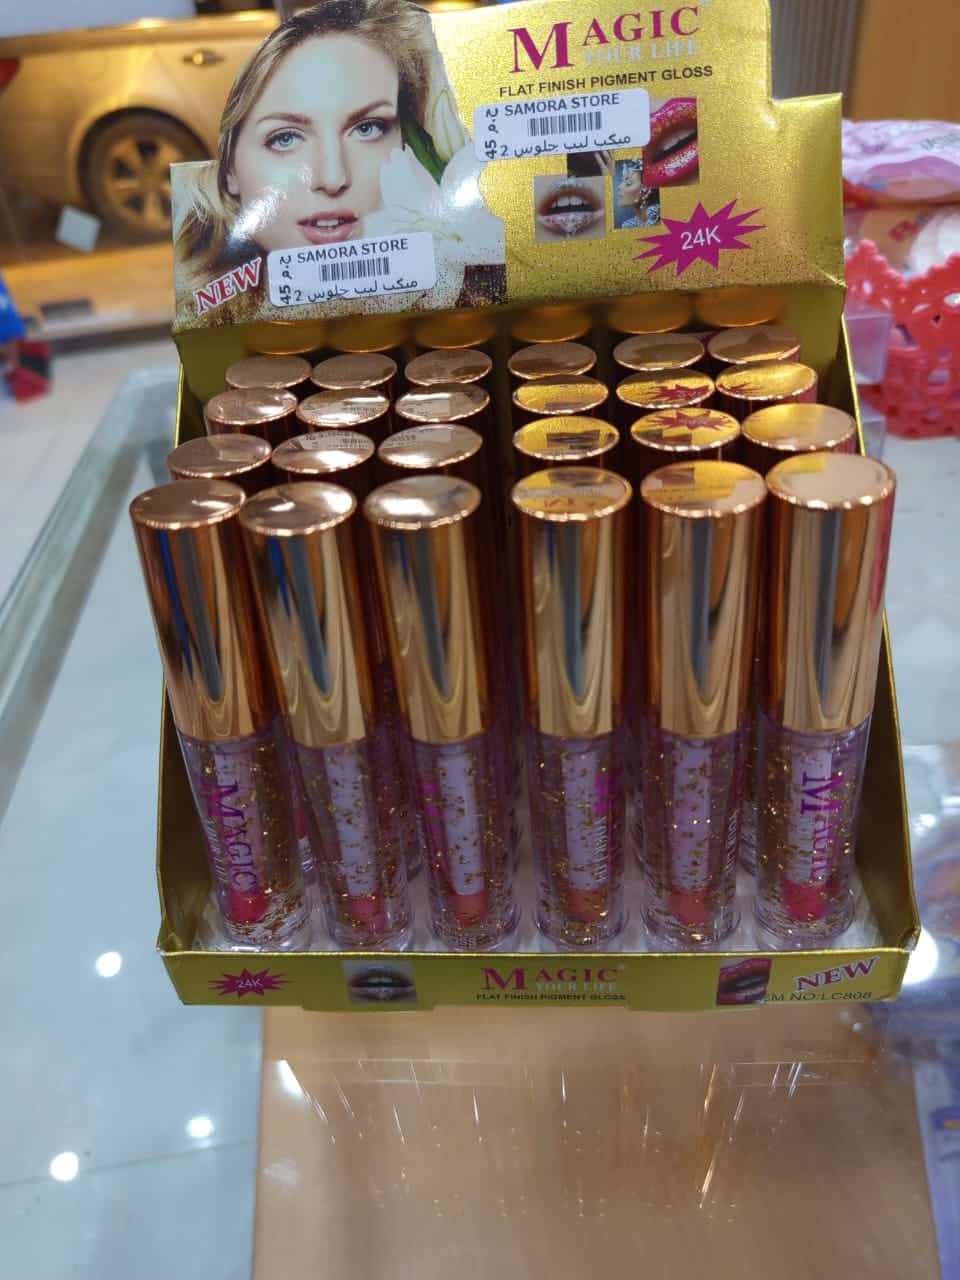 MAGIC
YOUR LIFE
FLAT FINISH PIGMENT GLOSS
SAMORA STORE
ج.م 45
ميكب ليب جلوس 2
24K
NEW
SAMORA STORE
ج.م 45
ميكب ليب جلوس 2
MAGIC
MAGIC
24K
MAGIC
YOUR LIFE
FLAT FINISH PIGMENT GLOSS
NEW
EM NO:LC808